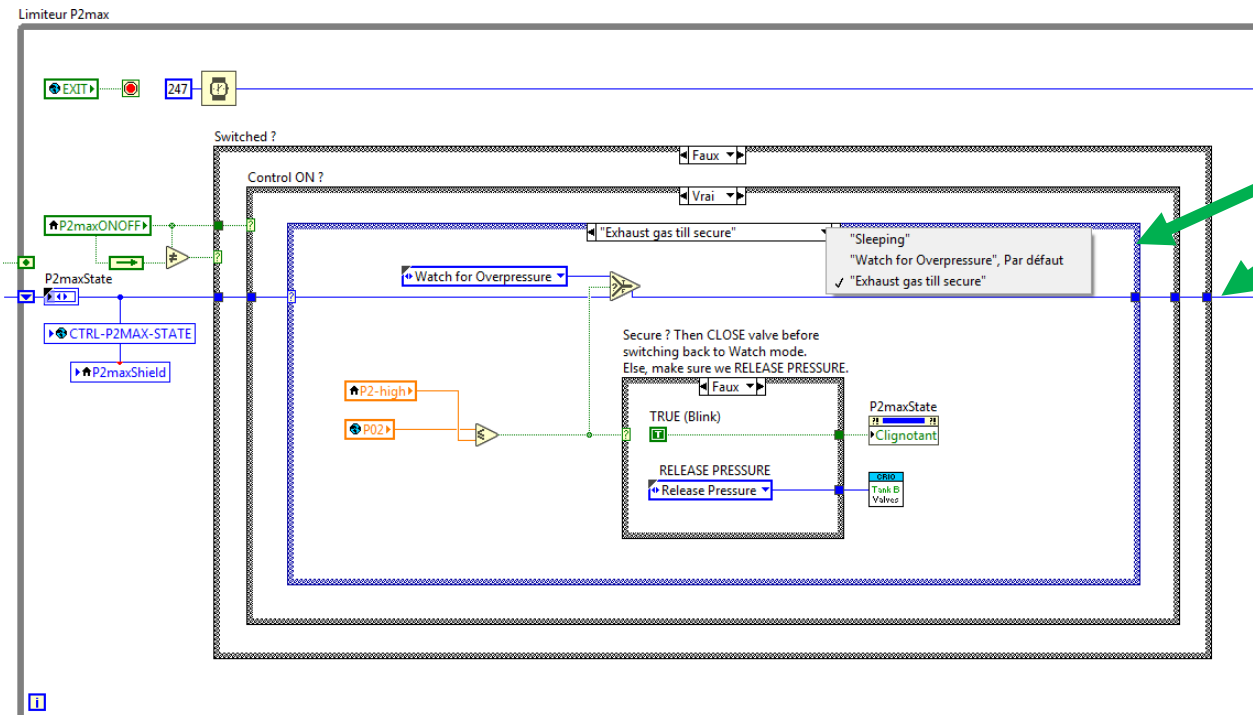 Limiteur P2max
EXIT
247
Switched ?
Faux
Control ON ?
Vrai
P2maxONOFF
"Exhaust gas till secure"
"Sleeping"
"Watch for Overpressure", Par défaut
✓ "Exhaust gas till secure"
Watch for Overpressure
P2maxState
CTRL-P2MAX-STATE
P2maxShield
Secure ? Then CLOSE valve before
switching back to Watch mode.
Else, make sure we RELEASE PRESSURE.
Faux
P2-high
P02
TRUE (Blink)
T
P2maxState
Clignotant
RELEASE PRESSURE
Release Pressure
CRIO
Tank B
Valves
i